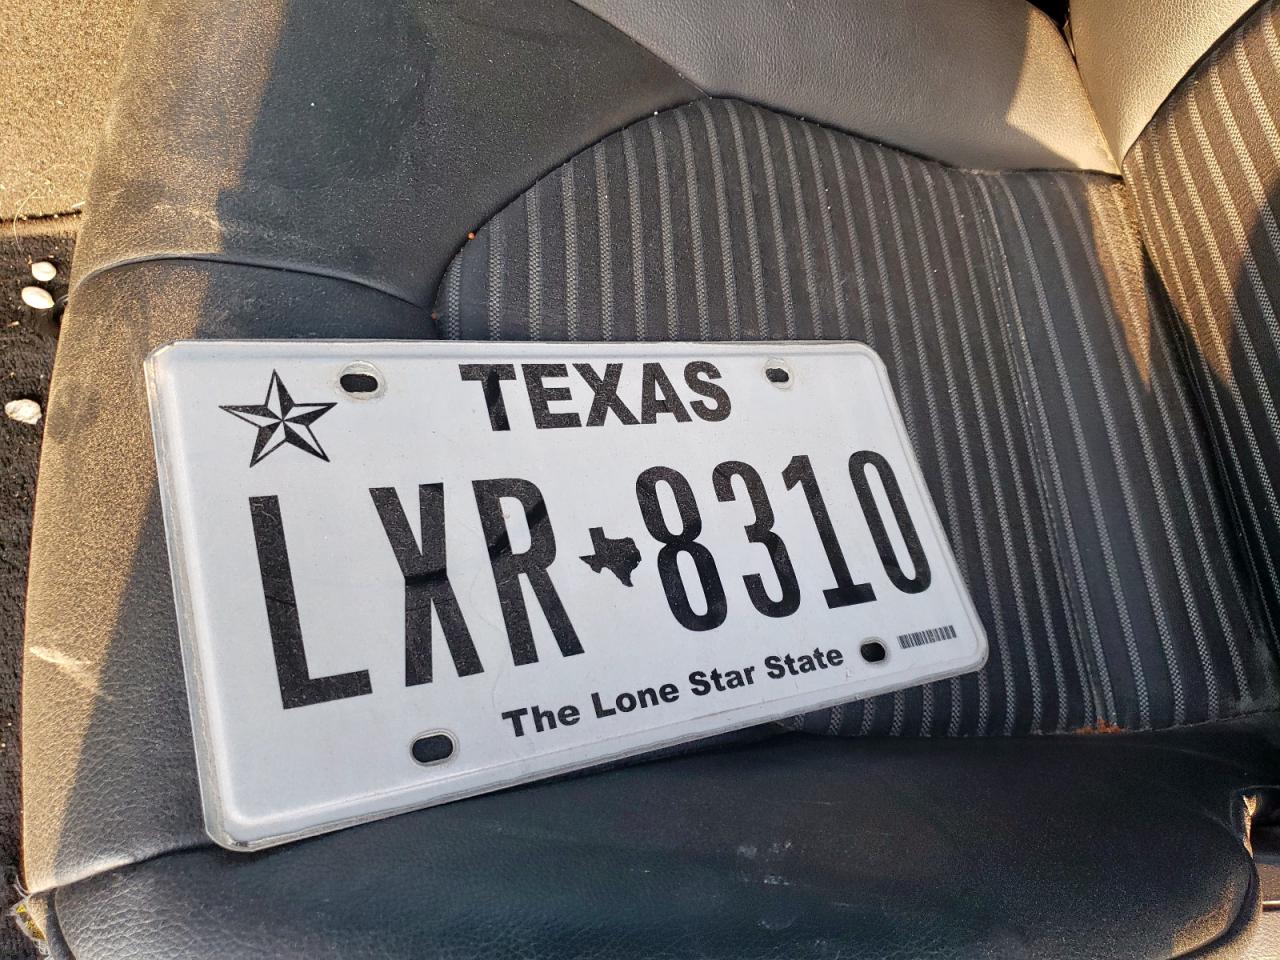 TEXAS
LXR 8310
The Lone Star State